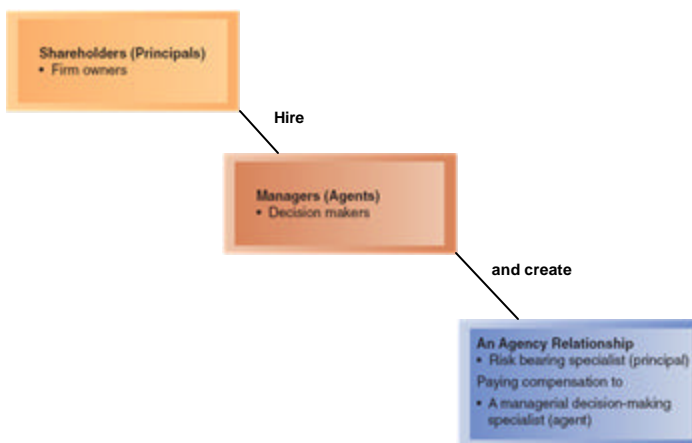 Shareholders (Principals)
• Firm owners
Hire
Managers (Agents)
• Decision makers
and create
An Agency Relationship
• Risk bearing specialist (principal)
Paying compensation to
• A managerial decision-making
specialist (agent)